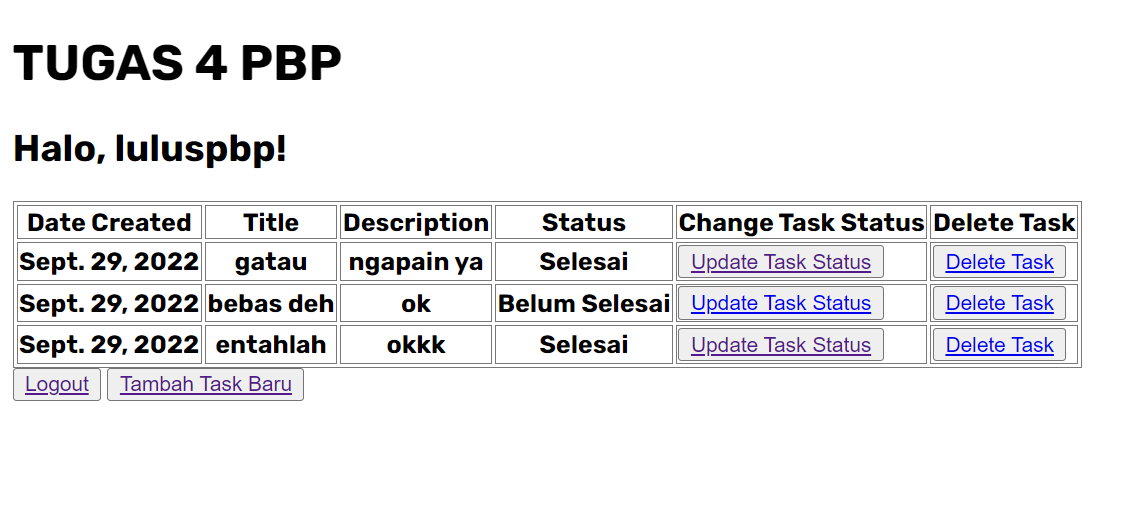 TUGAS 4 PBP
Halo, luluspbp!
Date Created Title Description Status Change Task Status Delete Task
Sept. 29, 2022 gatau ngapain ya Selesai Update Task Status Delete Task
Sept. 29, 2022 bebas deh ok Belum Selesai Update Task Status Delete Task
Sept. 29, 2022 entahlah okkk Selesai Update Task Status Delete Task
Logout Tambah Task Baru